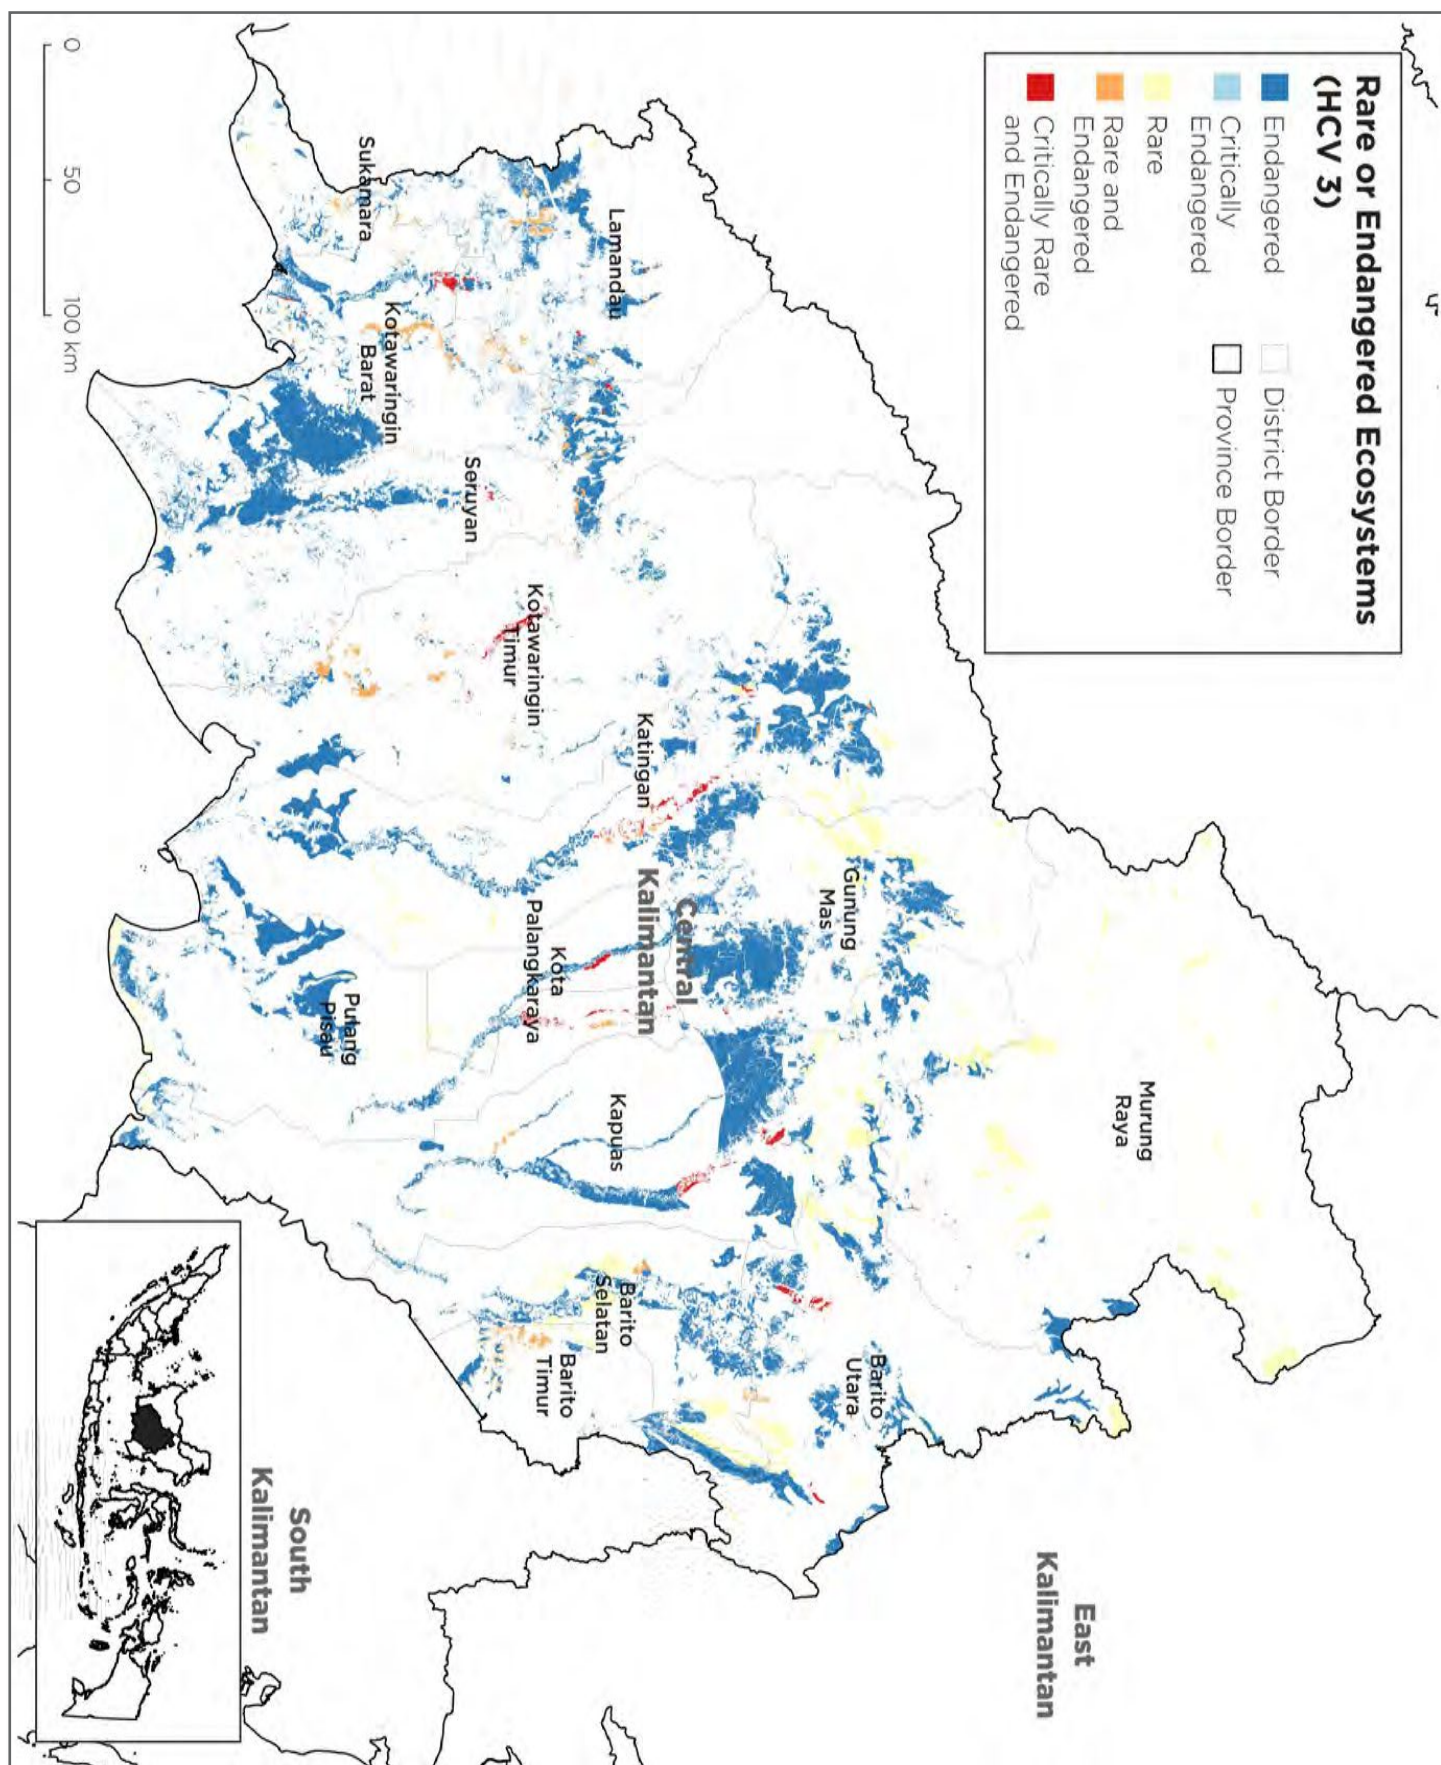 Rare or Endangered Ecosystems
(HCV 3)
Endangered
Critically
Endangered
Rare
Rare and
Endangered
Critically Rare
and Endangered
District Border
Province Border
Murung
Raya
East
Kalimantan
Gunung
Mas
Barito
Utara
Lamandau
Katingan
Central
Kalimantan
Kapuas
Barito
Selatan
Barito
Timur
Kotawaringin
Timur
Kota
Palangkaraya
Seruyan
Sukamara
Kotawaringin
Barat
Pulang
Pisau
South
Kalimantan
0
50
100 km